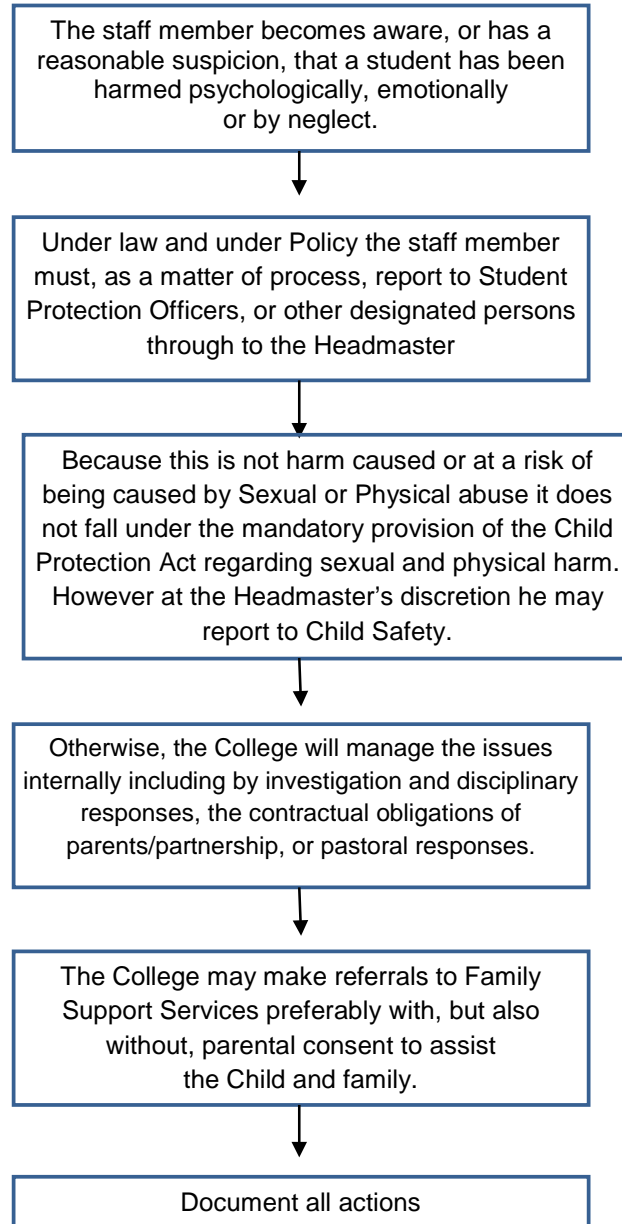 The staff member becomes aware, or has a
reasonable suspicion, that a student has been
harmed psychologically, emotionally
or by neglect.
Under law and under Policy the staff member
must, as a matter of process, report to Student
Protection Officers, or other designated persons
through to the Headmaster
Because this is not harm caused or at a risk of
being caused by Sexual or Physical abuse it does
not fall under the mandatory provision of the Child
Protection Act regarding sexual and physical harm.
However at the Headmaster’s discretion he may
report to Child Safety.
Otherwise, the College will manage the issues
internally including by investigation and disciplinary
responses, the contractual obligations of
parents/partnership, or pastoral responses.
The College may make referrals to Family
Support Services preferably with, but also
without, parental consent to assist
the Child and family.
Document all actions